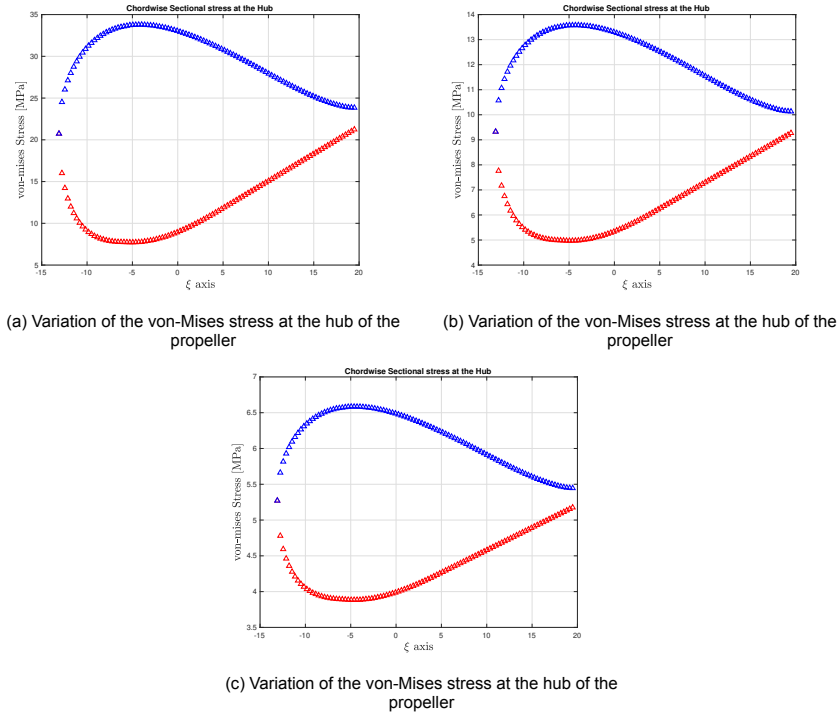 Chordwise Sectional stress at the Hub
35
30
25
20
15
10
5
von-mises Stress [MPa]
-15 -10 -5 0 5 10 15 20
ξ axis
(a) Variation of the von-Mises stress at the hub of the
propeller
Chordwise Sectional stress at the Hub
14
13
12
11
10
9
8
7
6
5
4
von-mises Stress [MPa]
-15 -10 -5 0 5 10 15 20
ξ axis
(b) Variation of the von-Mises stress at the hub of the
propeller
Chordwise Sectional stress at the Hub
7
6.5
6
5.5
5
4.5
4
3.5
von-mises Stress [MPa]
-15 -10 -5 0 5 10 15 20
ξ axis
(c) Variation of the von-Mises stress at the hub of the
propeller